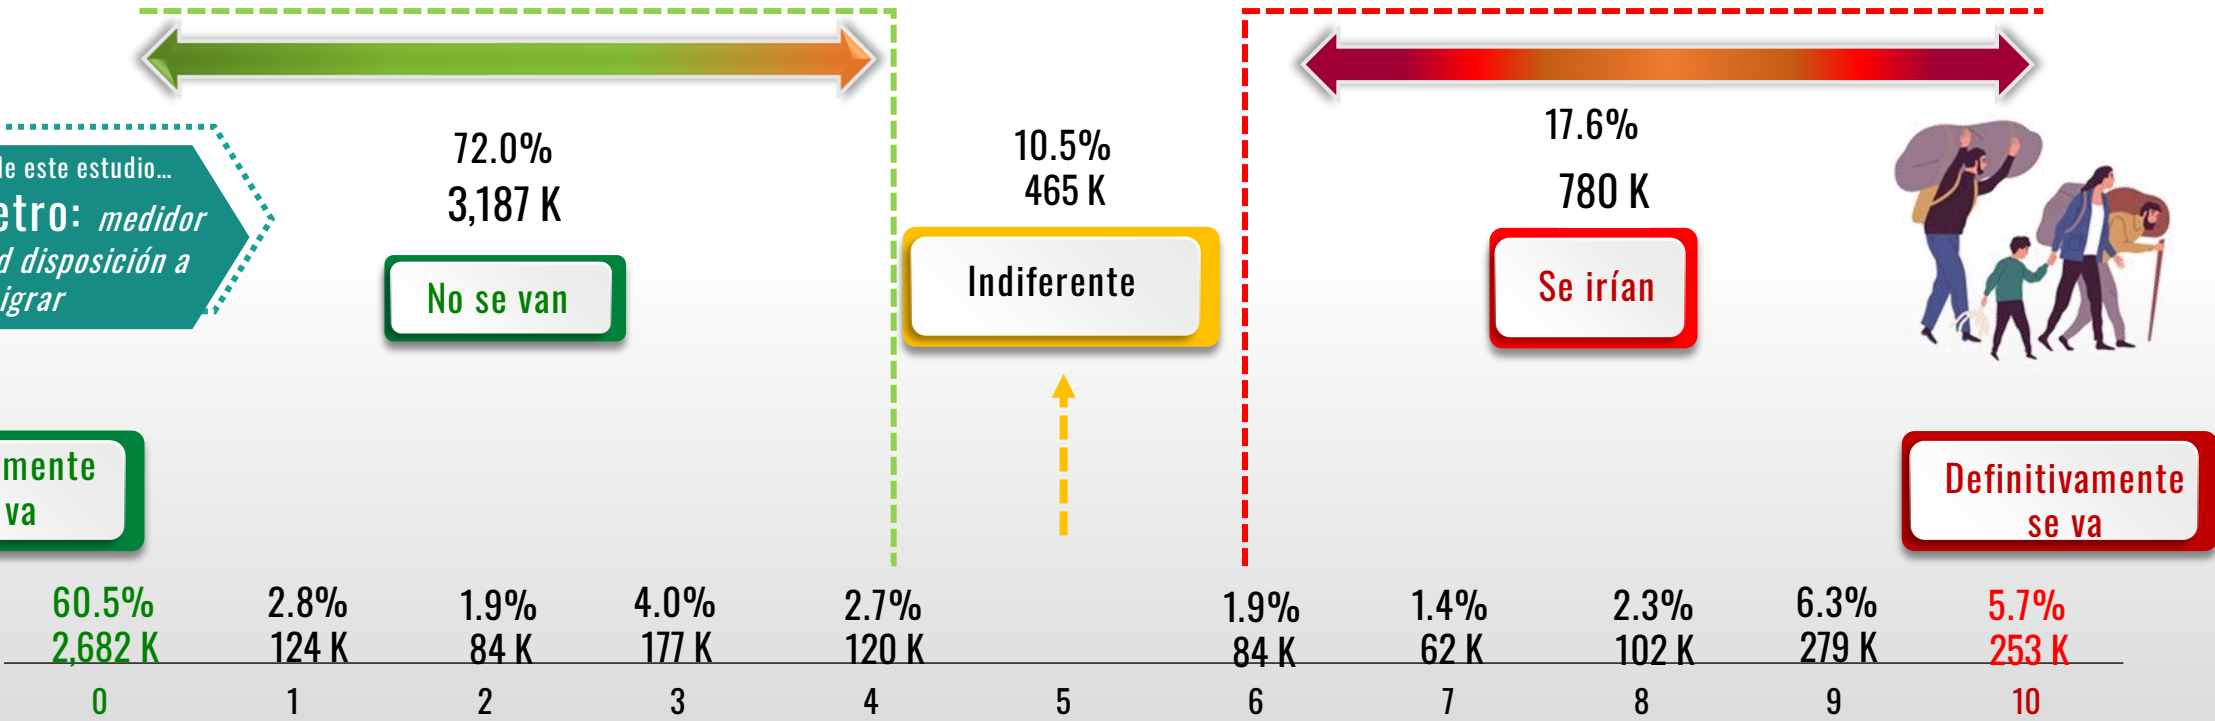 72.0%
3,187 K
No se van
10.5%
465 K
Indiferente
17.6%
780 K
Se irían
le este estudio...
etro: medidor
d disposición a
igrar
mente
va
Definitivamente
se va
60.5% 2.8% 1.9% 4.0% 2.7% 1.9% 1.4% 2.3% 6.3% 5.7%
2,682 K 124 K 84 K 177 K 120 K 84 K 62 K 102 K 279 K 253 K
0 1 2 3 4 5 6 7 8 9 10